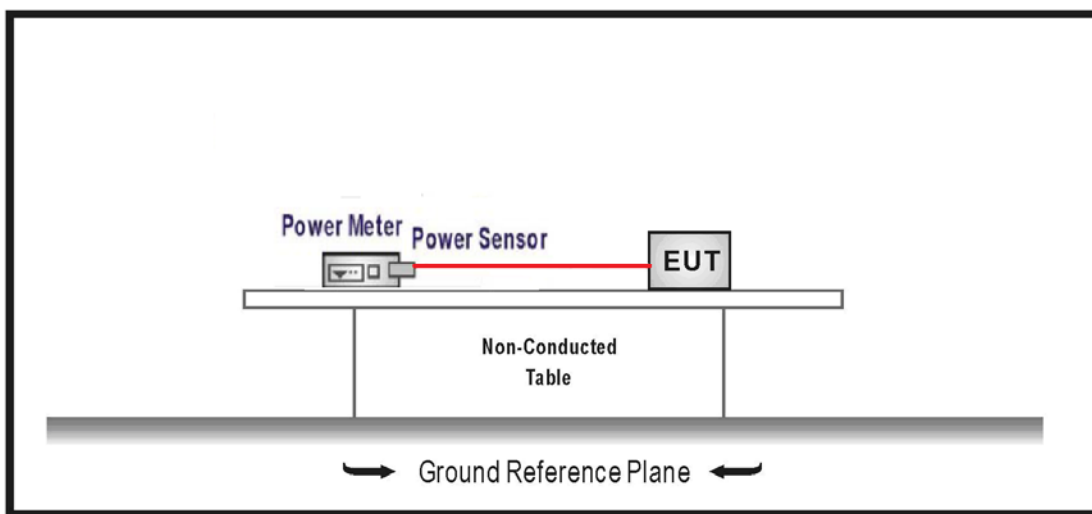 Power Meter
Power Sensor
EUT
Non-Conducted
Table
Ground Reference Plane